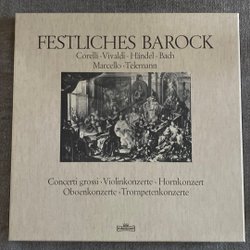 FESTLICHES BAROCK
Corelli · Vivaldi · Händel · Bach
Marcello · Telemann
Concerti grossi · Violinkonzerte · Hornkonzert
Oboenkonzerte · Trompetenkonzerte